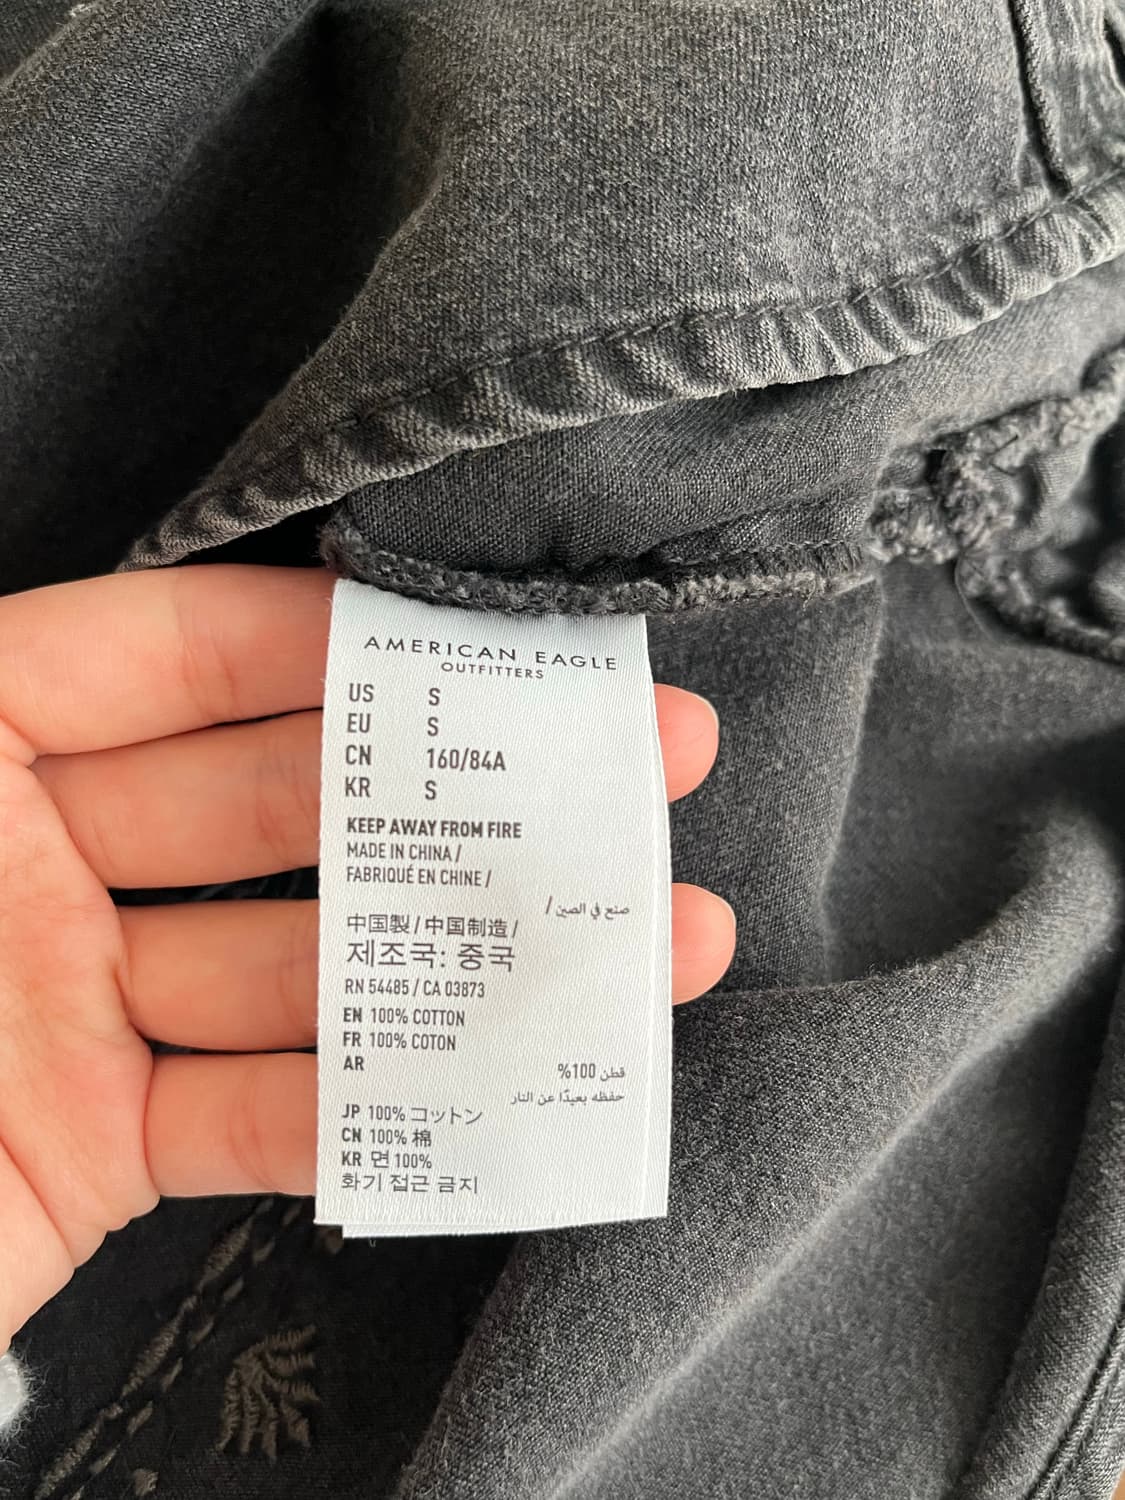 AMERICAN EAGLE
OUTFITTERS
US S
EU S
CN 160/84A
KR S
KEEP AWAY FROM FIRE
MADE IN CHINA /
FABRIQUÉ EN CHINE /
صنع في الصين /
中国製 / 中国制造 /
제조국: 중국
RN 54485 / CA 03873
EN 100% COTTON
FR 100% COTON
AR قطن 100%
حفظه بعيدًا عن النار
JP 100% コットン
CN 100% 棉
KR 면 100%
화기 접근 금지